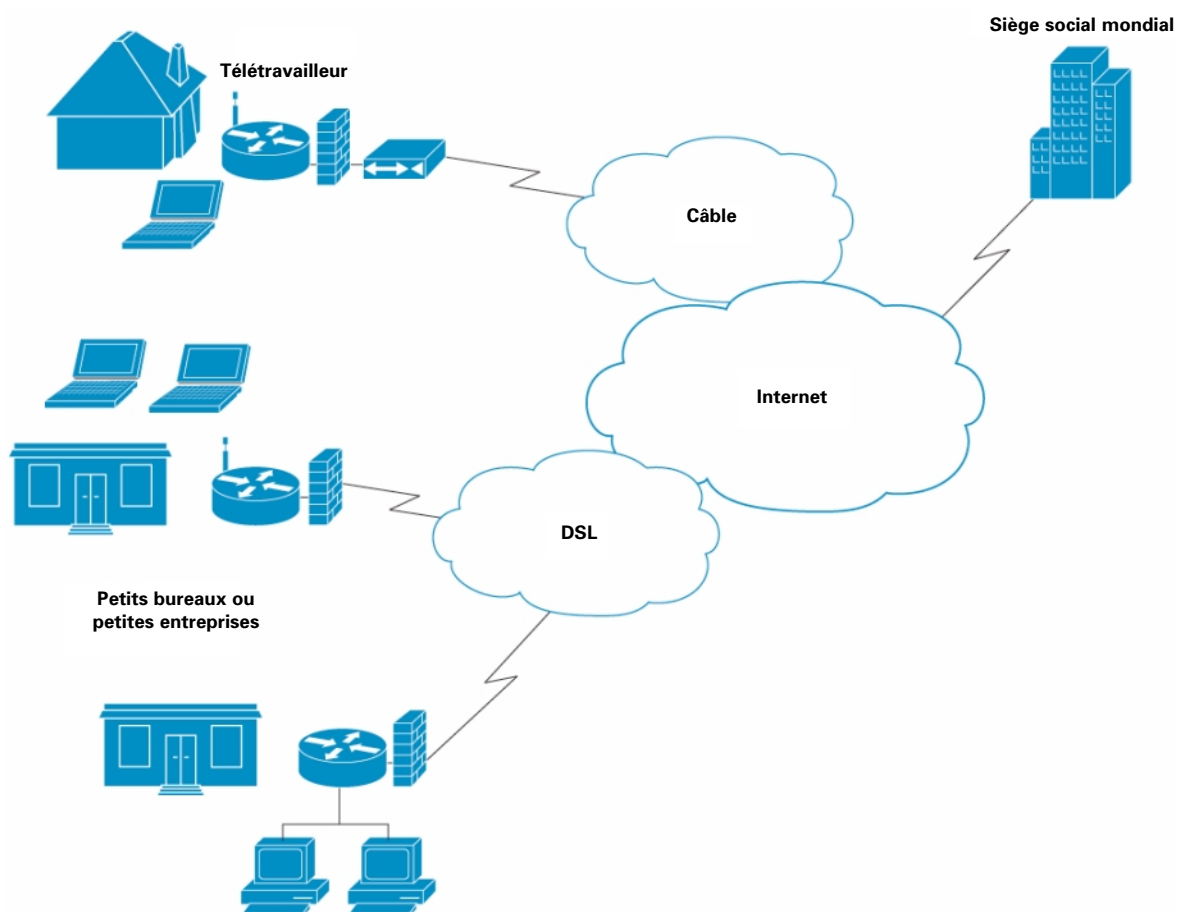 Siège social mondial
Télétravailleur
Câble
Internet
DSL
Petits bureaux ou
petites entreprises